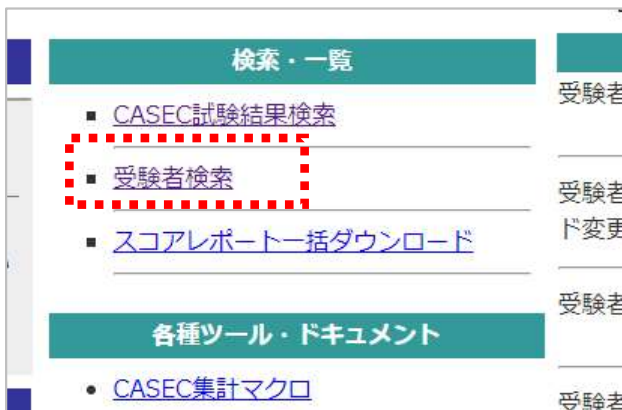 検索・一覧
CASEC試験結果検索
受験者検索
スコアレポート一括ダウンロード
各種ツール・ドキュメント
CASEC集計マクロ
受験者
受験者
ド変更
受験者
受験者